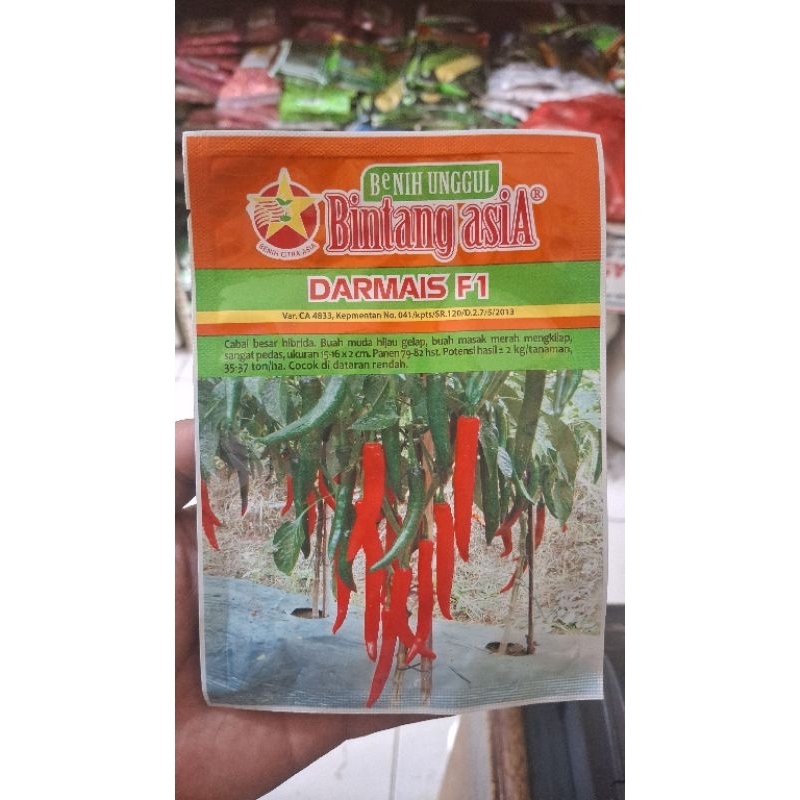 BeNIH UNGGUL
Bintang asiA®
BENIH CITRA ASIA
DARMAIS F1
Var. CA 4833, Kepmentan No. 041/kpts/SR.120/D.2.7/6/2013
Cabai besar hibrida. Buah muda hijau gelap, buah masak merah mengkilap,
sangat pedas, ukuran 15-16 x 2 cm. Panen 79-82 hst. Potensi hasil ± 2 kg/tanaman,
35-37 ton/ha. Cocok di dataran rendah.